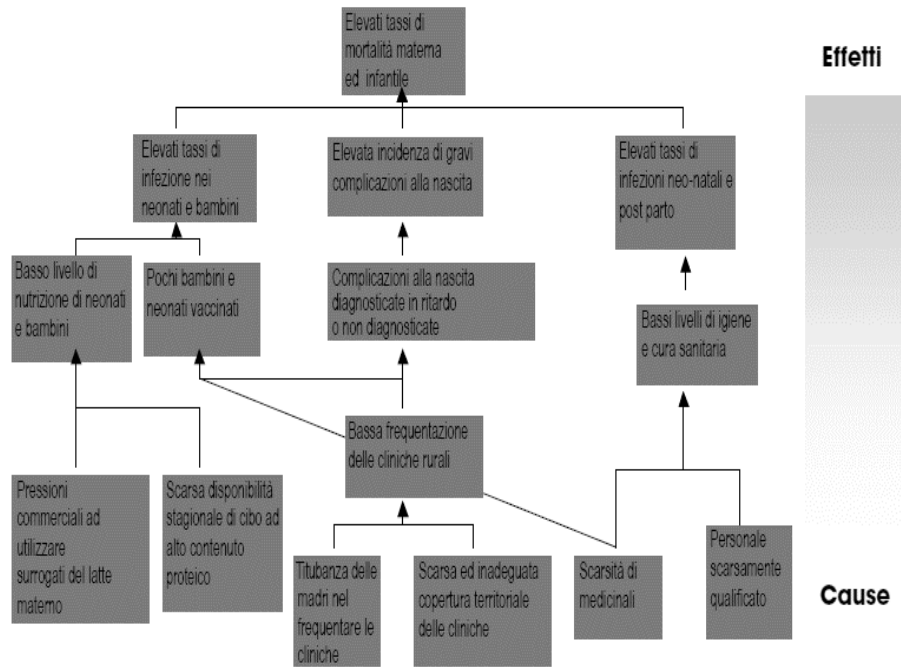 Elevati tassi di
mortalità materna
ed infantile
Effetti
Elevati tassi di
infezione nei
neonati e bambini
Elevata incidenza di gravi
complicazioni alla nascita
Elevati tassi di
infezioni neo-natali e
post parto
Basso livello di
nutrizione di neonati
e bambini
Pochi bambini e
neonati vaccinati
Complicazioni alla nascita
diagnosticate in ritardo
o non diagnosticate
Bassi livelli di igiene
e cura sanitaria
Bassa frequentazione
delle cliniche rurali
Pressioni
commerciali ad
utilizzare
surrogati del latte
materno
Scarsa disponibilità
stagionale di cibo ad
alto contenuto
proteico
Titubanza delle
madri nel
frequentare le
cliniche
Scarsa ed inadeguata
copertura territoriale
delle cliniche
Scarsità di
medicinali
Personale
scarsamente
qualificato
Cause